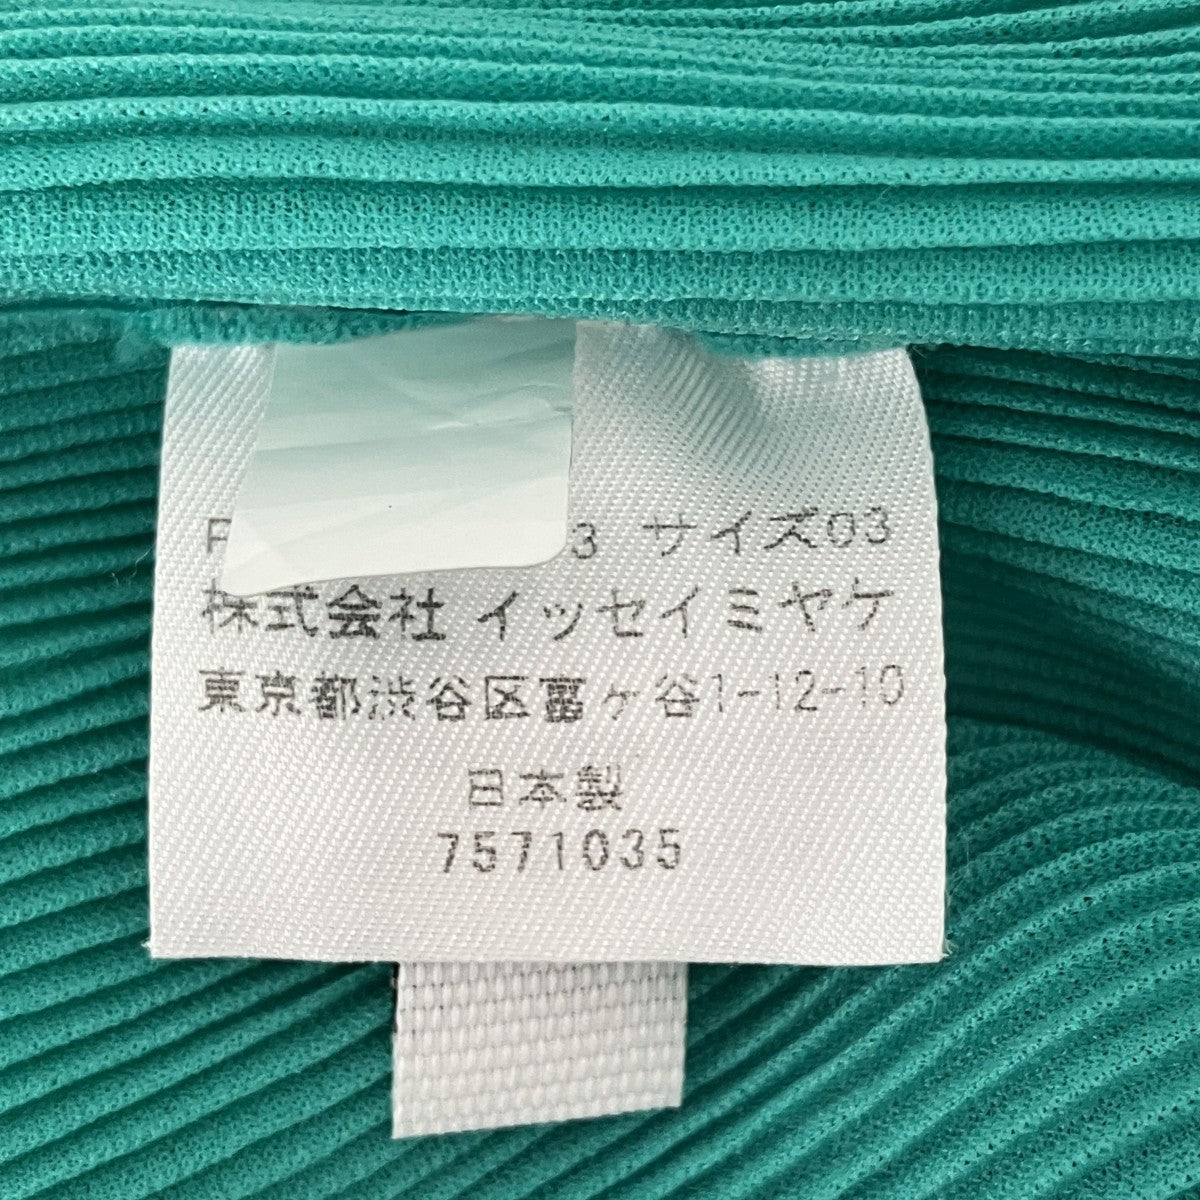 3 サイズ03
株式会社 イッセイミヤケ
東京都渋谷区富ヶ谷1-12-10
日本製
7571035